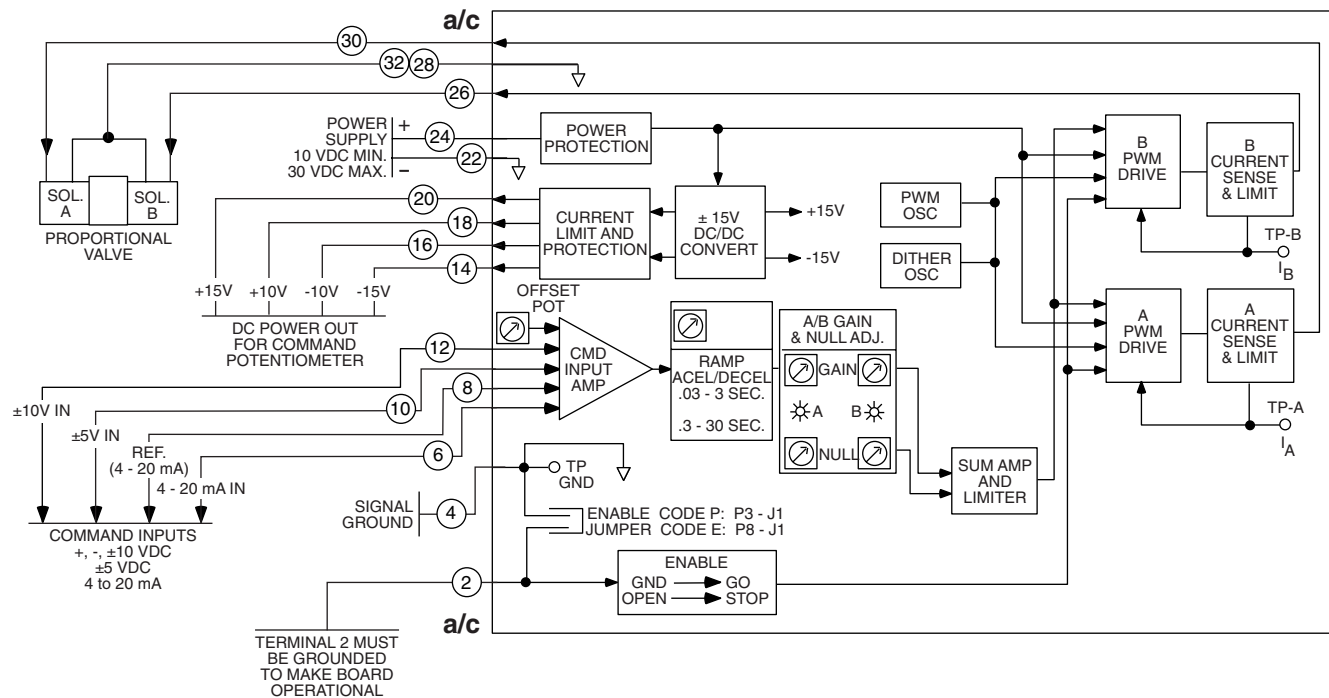 a/c
30
32
28
26
POWER
SUPPLY
10 VDC MIN.
30 VDC MAX.
+
−
24
22
POWER
PROTECTION
SOL.
A
SOL.
B
PROPORTIONAL
VALVE
20
18
16
14
CURRENT
LIMIT AND
PROTECTION
± 15V
DC/DC
CONVERT
+15V
-15V
PWM
OSC
DITHER
OSC
B
PWM
DRIVE
B
CURRENT
SENSE
& LIMIT
TP-B
IB
+15V
+10V
-10V
-15V
DC POWER OUT
FOR COMMAND
POTENTIOMETER
OFFSET
POT
CMD
INPUT
AMP
RAMP
ACEL/DECEL
.03 - 3 SEC.
.3 - 30 SEC.
A/B GAIN
& NULL ADJ.
GAIN
A
B
NULL
A
PWM
DRIVE
A
CURRENT
SENSE
& LIMIT
TP-A
IA
12
10
8
6
±10V IN
±5V IN
REF.
(4 - 20 mA)
4 - 20 mA IN
COMMAND INPUTS
+, -, ±10 VDC
±5 VDC
4 to 20 mA
SUM AMP
AND
LIMITER
TP
GND
SIGNAL
GROUND
4
ENABLE CODE P: P3 - J1
JUMPER CODE E: P8 - J1
2
ENABLE
GND GO
OPEN STOP
a/c
TERMINAL 2 MUST
BE GROUNDED
TO MAKE BOARD
OPERATIONAL